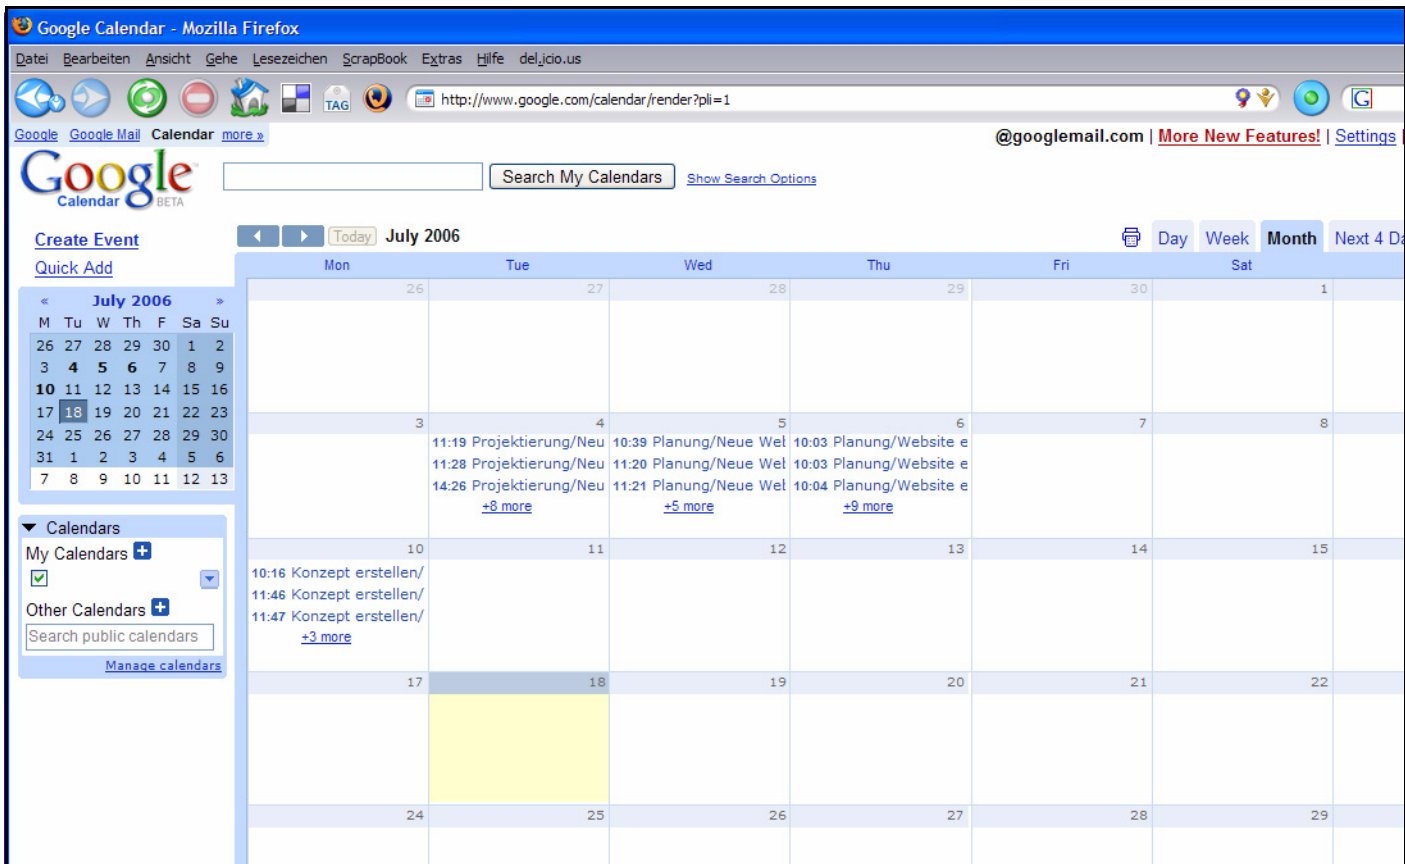 Google Calendar - Mozilla Firefox
Datei Bearbeiten Ansicht Gehe Lesezeichen ScrapBook Extras Hilfe del.icio.us
TAG http://www.google.com/calendar/render?pli=1 G
Google Google Mail Calendar more » @googlemail.com | More New Features! | Settings |
Google™
Calendar BETA
Search My Calendars Show Search Options
Create Event
Quick Add
« July 2006 »
M Tu W Th F Sa Su
26 27 28 29 30 1 2
3 4 5 6 7 8 9
10 11 12 13 14 15 16
17 18 19 20 21 22 23
24 25 26 27 28 29 30
31 1 2 3 4 5 6
7 8 9 10 11 12 13
Calendars
My Calendars +
Other Calendars +
Search public calendars
Manage calendars
Today July 2006 Day Week Month Next 4 Da
Mon Tue Wed Thu Fri Sat
26 27 28 29 30 1
3 4 5 6 7 8
11:19 Projektierung/Neu 10:39 Planung/Neue Wel 10:03 Planung/Website e
11:28 Projektierung/Neu 11:20 Planung/Neue Wel 10:03 Planung/Website e
14:26 Projektierung/Neu 11:21 Planung/Neue Wel 10:04 Planung/Website e
+8 more +5 more +9 more
10 11 12 13 14 15
10:16 Konzept erstellen/
11:46 Konzept erstellen/
11:47 Konzept erstellen/
+3 more
17 18 19 20 21 22
24 25 26 27 28 29